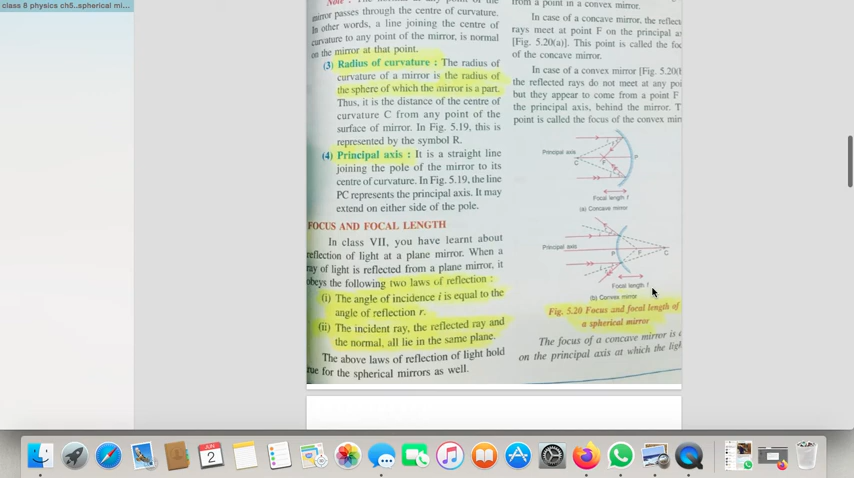 class 8 physics ch5..spherical mi...
mirror passes through the centre of curvature.
In other words, a line joining the centre of
curvature to any point of the mirror, is normal
on the mirror at that point.
(3) Radius of curvature : The radius of
curvature of a mirror is the radius of
the sphere of which the mirror is a part.
Thus, it is the distance of the centre of
curvature C from any point of the
surface of mirror. In Fig. 5.19, this is
represented by the symbol R.
(4) Principal axis : It is a straight line
joining the pole of the mirror to its
centre of curvature. In Fig. 5.19, the line
PC represents the principal axis. It may
extend on either side of the pole.
FOCUS AND FOCAL LENGTH
In class VII, you have learnt about
reflection of light at a plane mirror. When a
ray of light is reflected from a plane mirror, it
obeys the following two laws of reflection :
(i) The angle of incidence i is equal to the
angle of reflection r.
(ii) The incident ray, the reflected ray and
the normal, all lie in the same plane.
The above laws of reflection of light hold
true for the spherical mirrors as well.
from a point in a convex mirror.
In case of a concave mirror, the reflect
rays meet at point F on the principal a
[Fig. 5.20(a)]. This point is called the foc
of the concave mirror.
In case of a convex mirror [Fig. 5.20(b
the reflected rays do not meet at any poi
but they appear to come from a point F
the principal axis, behind the mirror. T
point is called the focus of the convex mir
Principal axis
C
F
P
Focal length f
(a) Concave mirror
Principal axis
P
F
C
Focal length f
(b) Convex mirror
Fig. 5.20 Focus and focal length of
a spherical mirror
The focus of a concave mirror is
on the principal axis at which the ligh
JUN
2